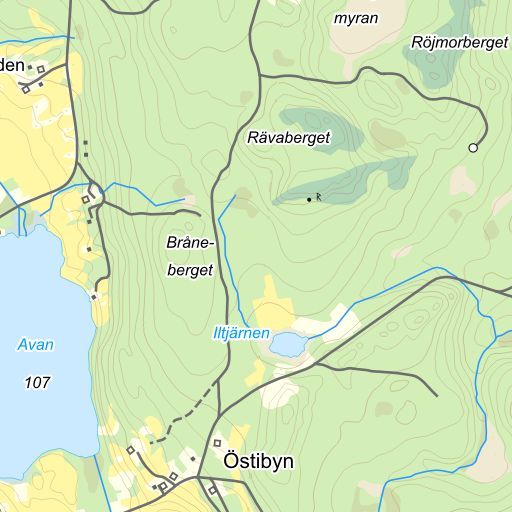 myran
Röjmorberget
den
Rävaberget
R
Bråne-
berget
Iltjärnen
Avan
107
Östibyn